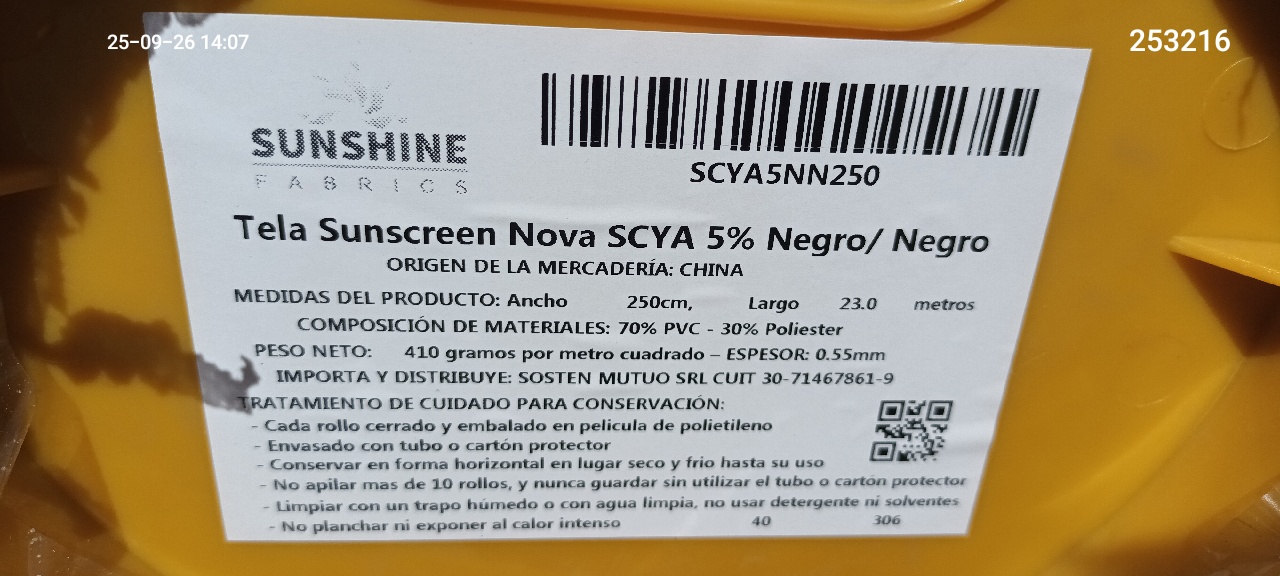 25-09-26 14:07
253216
SUNSHINE
FABRICS
SCYA5NN250
Tela Sunscreen Nova SCYA 5% Negro/ Negro
ORIGEN DE LA MERCADERÍA: CHINA
MEDIDAS DEL PRODUCTO: Ancho 250cm, Largo 23.0 metros
COMPOSICIÓN DE MATERIALES: 70% PVC - 30% Poliester
PESO NETO: 410 gramos por metro cuadrado – ESPESOR: 0.55mm
IMPORTA Y DISTRIBUYE: SOSTEN MUTUO SRL CUIT 30-71467861-9
TRATAMIENTO DE CUIDADO PARA CONSERVACIÓN:
- Cada rollo cerrado y embalado en pelicula de polietileno
- Envasado con tubo o cartón protector
- Conservar en forma horizontal en lugar seco y frio hasta su uso
- No apilar mas de 10 rollos, y nunca guardar sin utilizar el tubo o cartón protector
- Limpiar con un trapo húmedo o con agua limpia, no usar detergente ni solventes
- No planchar ni exponer al calor intenso 40 306